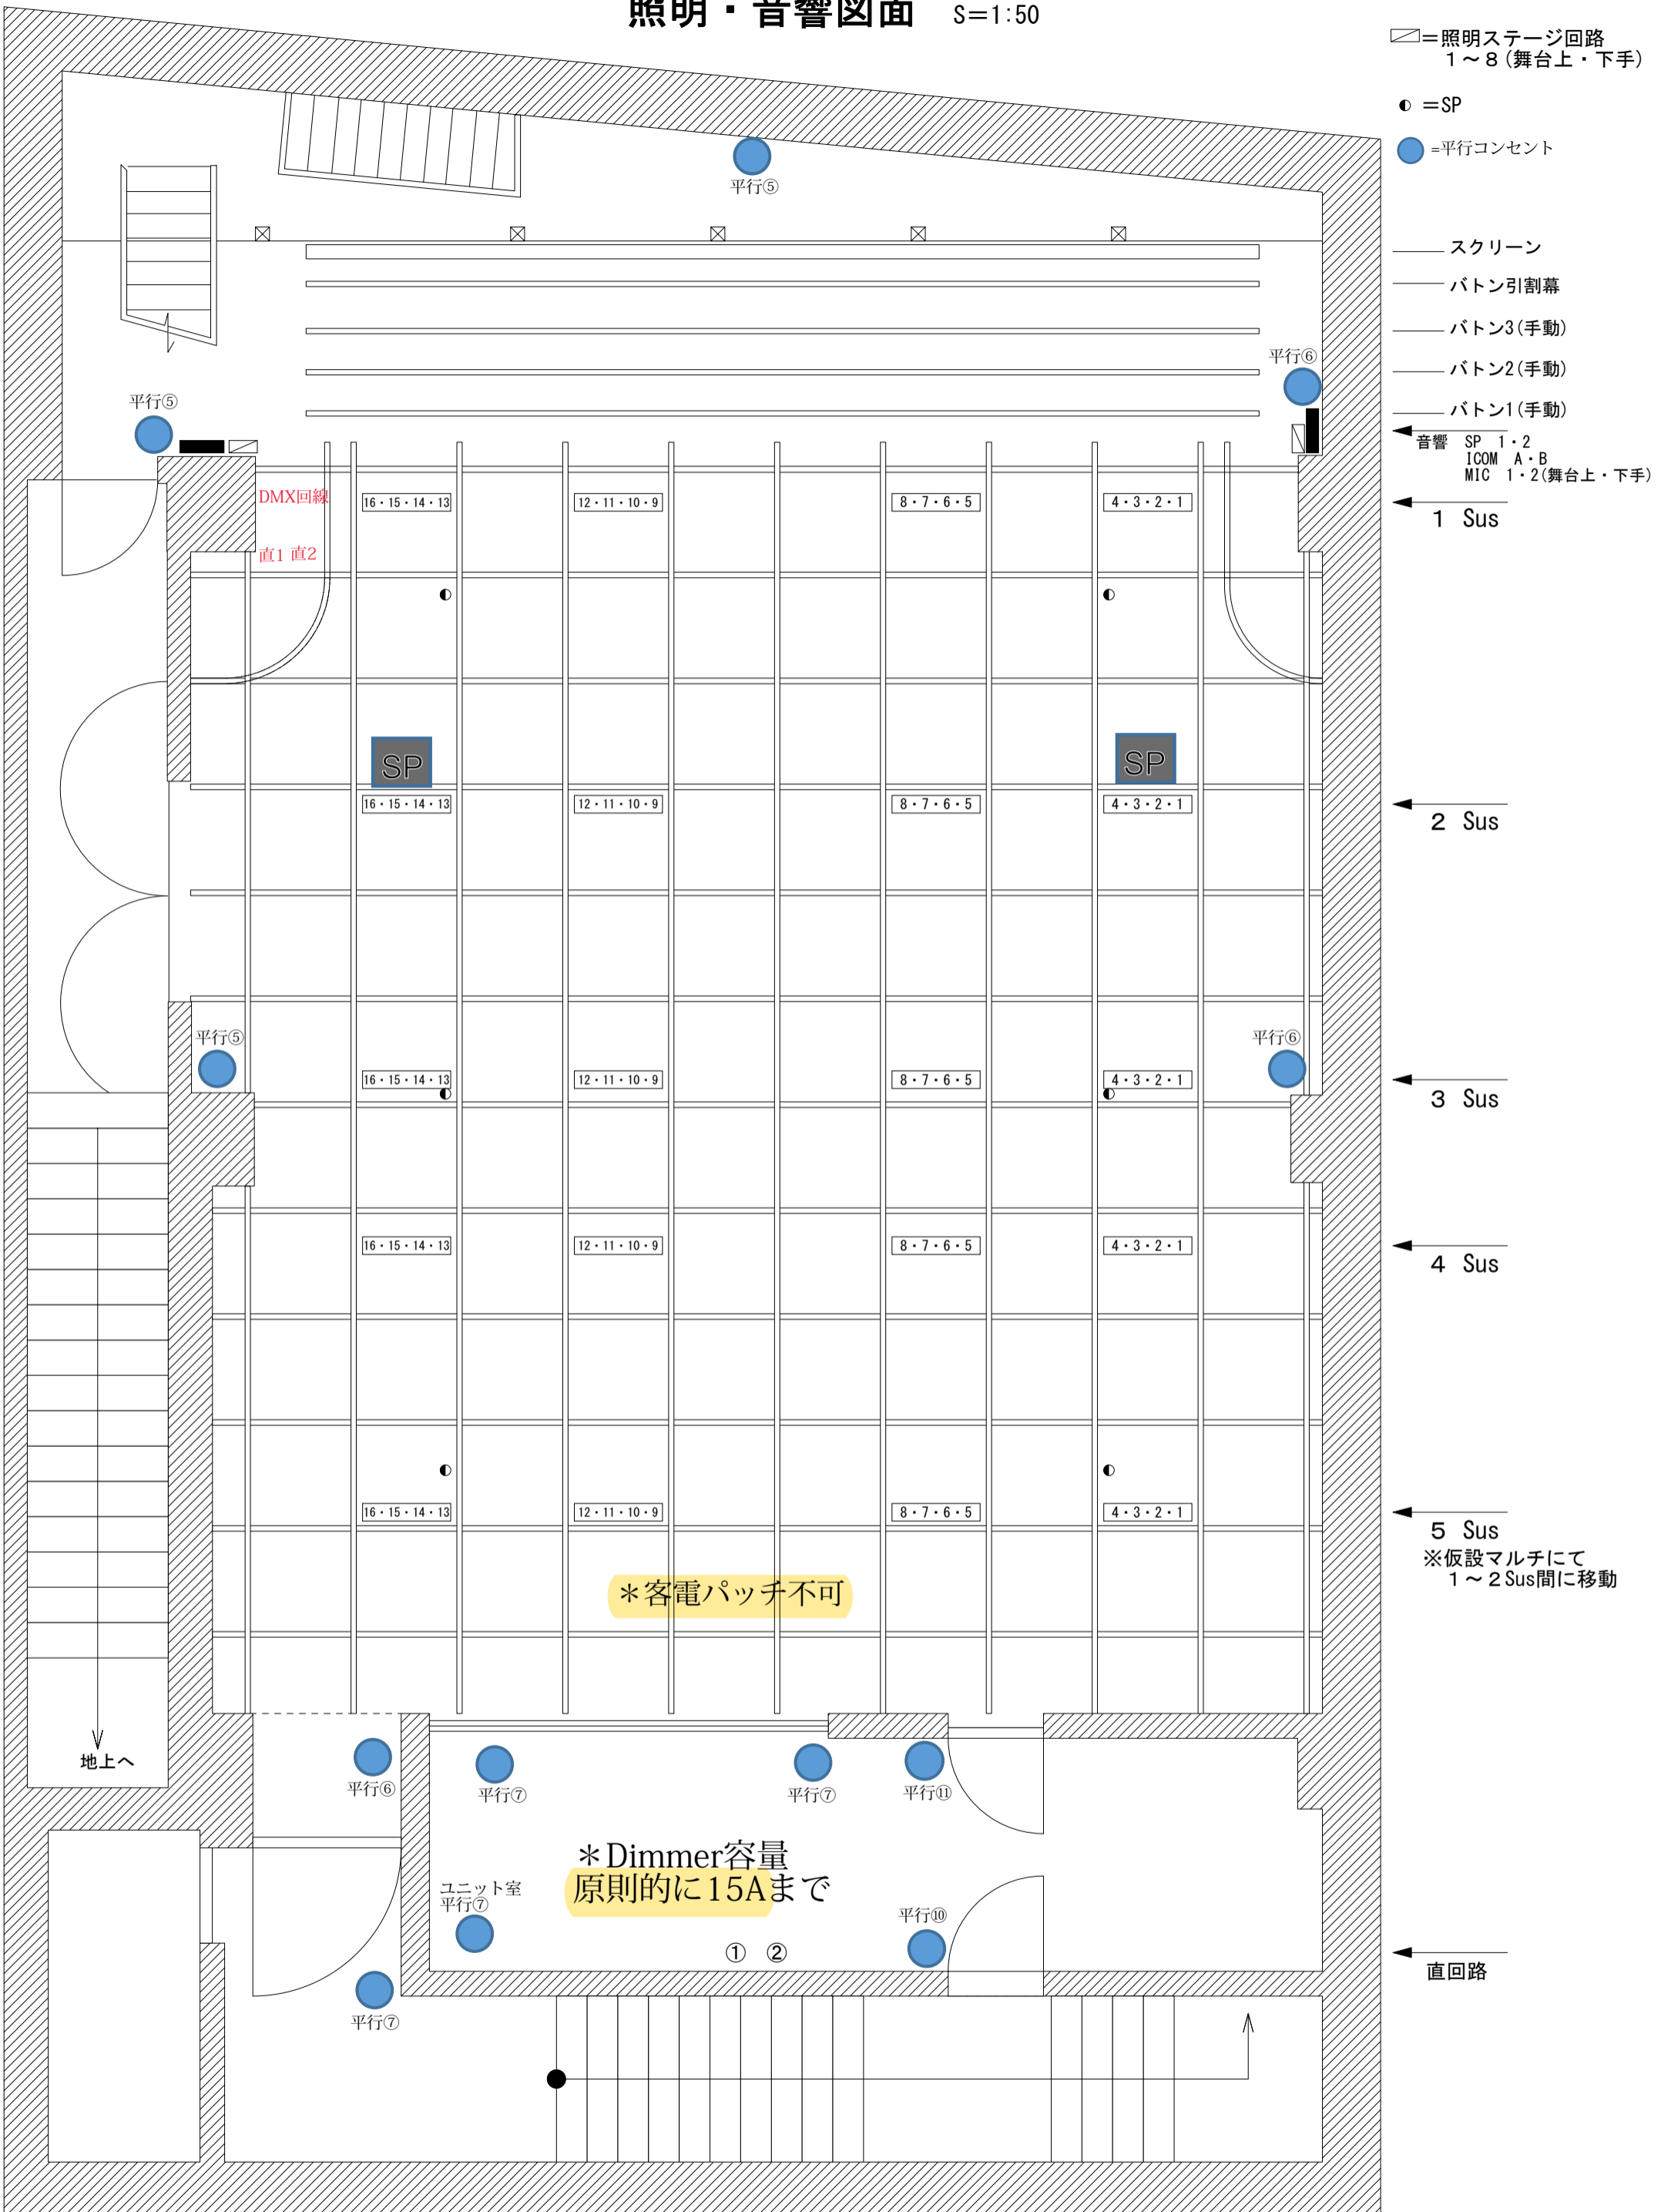 照明・音響図面 S=1:50
=照明ステージ回路
1～8(舞台上・下手)
=SP
=平行コンセント
平行⑤
スクリーン
バトン引割幕
バトン3(手動)
平行⑥
バトン2(手動)
平行⑤
バトン1(手動)
音響 SP 1・2
ICOM A・B
MIC 1・2(舞台上・下手)
DMX回線
16・15・14・13 12・11・10・9 8・7・6・5 4・3・2・1
1 Sus
直1 直2
SP SP
16・15・14・13 12・11・10・9 8・7・6・5 4・3・2・1
2 Sus
平行⑤ 平行⑥
16・15・14・13 12・11・10・9 8・7・6・5 4・3・2・1
3 Sus
16・15・14・13 12・11・10・9 8・7・6・5 4・3・2・1
4 Sus
16・15・14・13 12・11・10・9 8・7・6・5 4・3・2・1
5 Sus
※仮設マルチにて
1～2Sus間に移動
＊客電パッチ不可
地上へ
平行⑥ 平行⑦ 平行⑦ 平行⑪
＊Dimmer容量
原則的に15Aまで
ユニット室
平行⑦
平行⑩
① ②
直回路
平行⑦